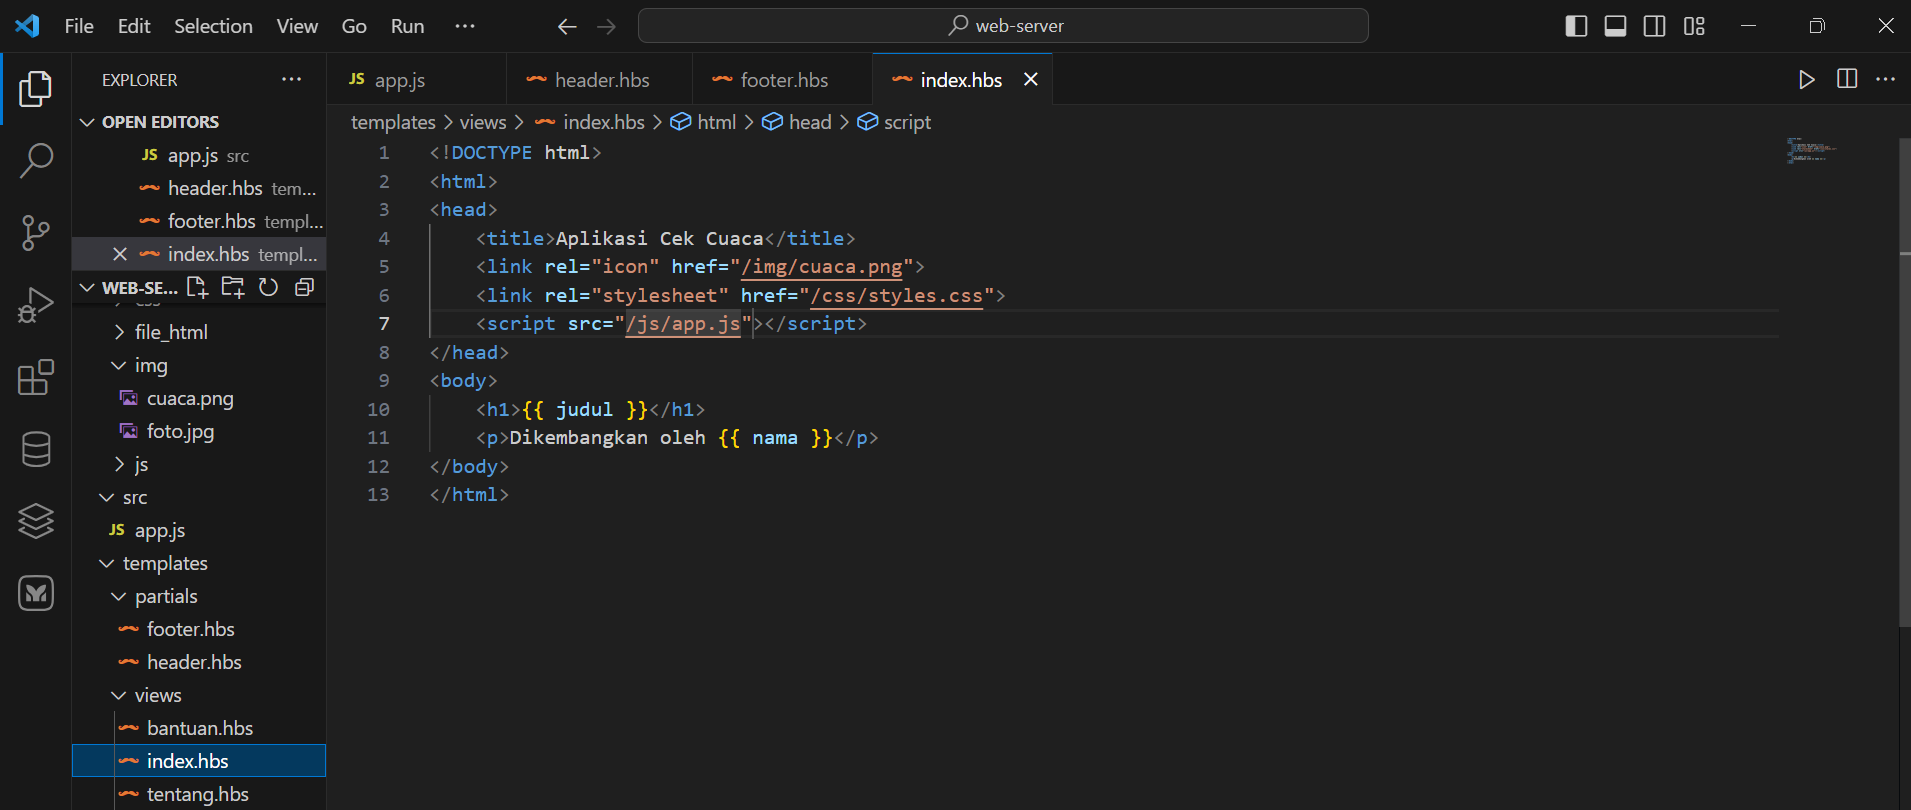 File Edit Selection View Go Run ··· web-server
EXPLORER ···
OPEN EDITORS
JS app.js src
header.hbs tem...
footer.hbs templ...
index.hbs templ...
WEB-SE...
css
file_html
img
cuaca.png
foto.jpg
js
src
JS app.js
templates
partials
footer.hbs
header.hbs
views
bantuan.hbs
index.hbs
tentang.hbs
JS app.js header.hbs footer.hbs index.hbs
templates > views > index.hbs > html > head > script
1 <!DOCTYPE html>
2 <html>
3 <head>
4 <title>Aplikasi Cek Cuaca</title>
5 <link rel="icon" href="/img/cuaca.png">
6 <link rel="stylesheet" href="/css/styles.css">
7 <script src="/js/app.js"></script>
8 </head>
9 <body>
10 <h1>{{ judul }}</h1>
11 <p>Dikembangkan oleh {{ nama }}</p>
12 </body>
13 </html>